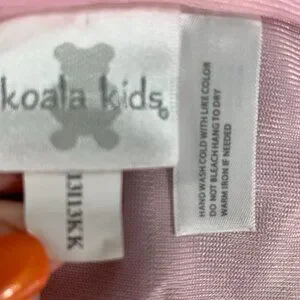 koala kids
13113KK
HAND WASH COLD WITH LIKE COLOR
DO NOT BLEACH HANG TO DRY
WARM IRON IF NEEDED